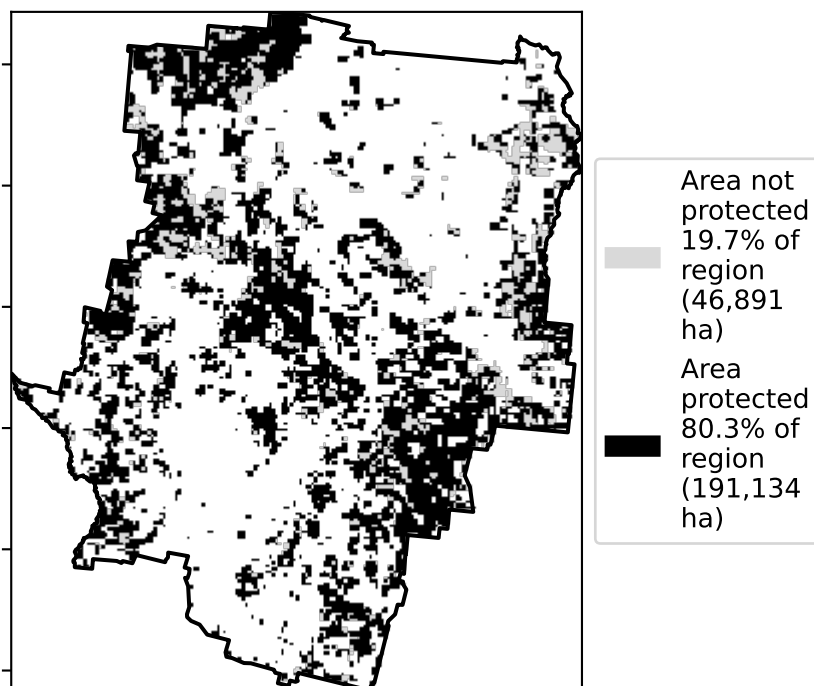 Area not
protected
19.7% of
region
(46,891
ha)
Area
protected
80.3% of
region
(191,134
ha)